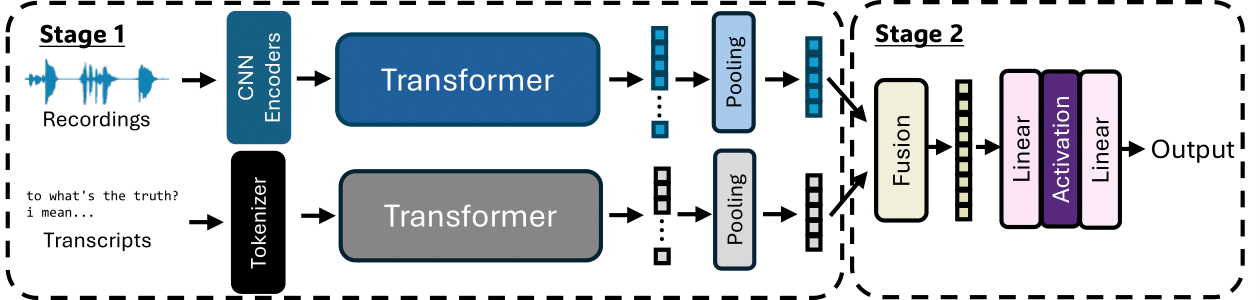 Stage 1
Recordings
CNN
Encoders
Transformer
Pooling
to what's the truth?
i mean...
Transcripts
Tokenizer
Transformer
Pooling
Stage 2
Fusion
Linear
Activation
Linear
Output